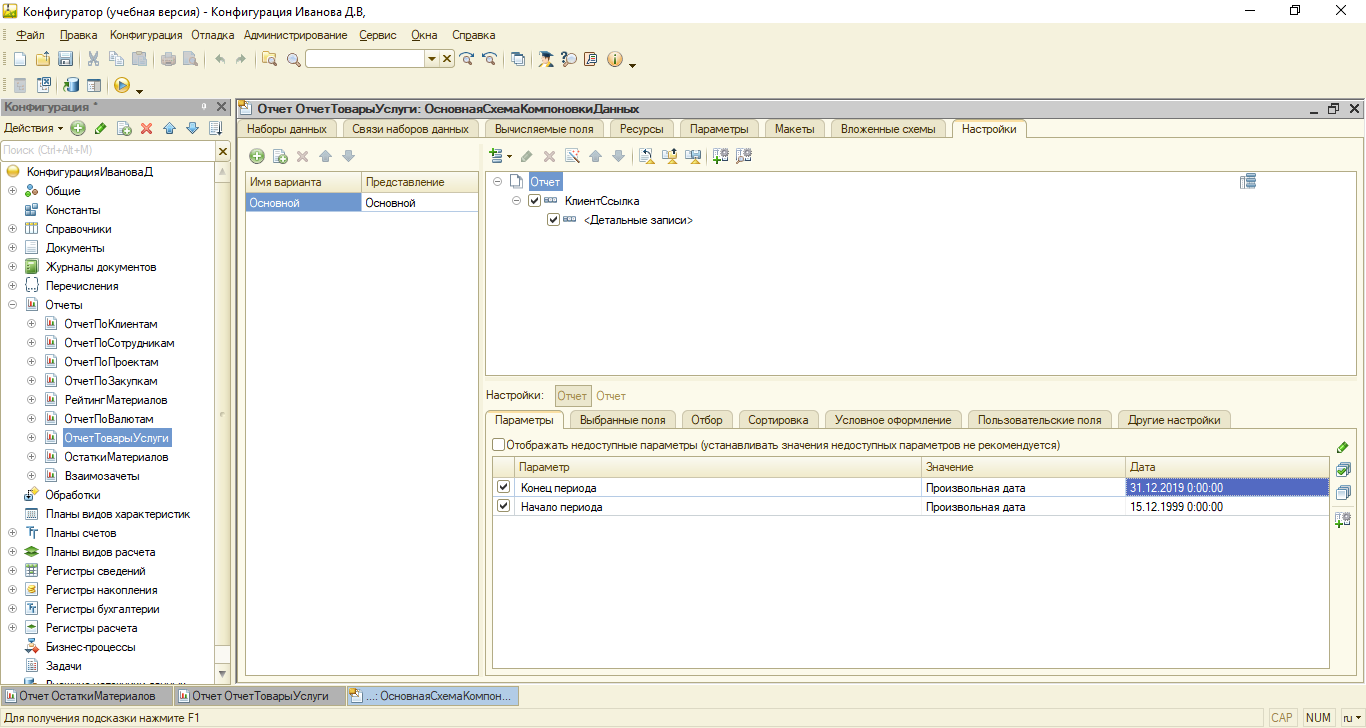 Конфигуратор (учебная версия) - Конфигурация Иванова Д.В,
Файл Правка Конфигурация Отладка Администрирование Сервис Окна Справка
Конфигурация *
Действия
Поиск (Ctrl+Alt+M)
КонфигурацияИвановаД
Общие
Константы
Справочники
Документы
Журналы документов
Перечисления
Отчеты
ОтчетПоКлиентам
ОтчетПоСотрудникам
ОтчетПоПроектам
ОтчетПоЗакупкам
РейтингМатериалов
ОтчетПоВалютам
ОтчетТоварыУслуги
ОстаткиМатериалов
Взаимозачеты
Обработки
Планы видов характеристик
Планы счетов
Планы видов расчета
Регистры сведений
Регистры накопления
Регистры бухгалтерии
Регистры расчета
Бизнес-процессы
Задачи
Отчет ОтчетТоварыУслуги: ОсновнаяСхемаКомпоновкиДанных
Наборы данных Связи наборов данных Вычисляемые поля Ресурсы Параметры Макеты Вложенные схемы Настройки
Имя варианта Представление
Основной Основной
Отчет
КлиентСсылка
<Детальные записи>
Настройки: Отчет Отчет
Параметры Выбранные поля Отбор Сортировка Условное оформление Пользовательские поля Другие настройки
Отображать недоступные параметры (устанавливать значения недоступных параметров не рекомендуется)
Параметр Значение Дата
Конец периода Произвольная дата 31.12.2019 0:00:00
Начало периода Произвольная дата 15.12.1999 0:00:00
Отчет ОстаткиМатериалов Отчет ОтчетТоварыУслуги ...: ОсновнаяСхемаКомпон...
Для получения подсказки нажмите F1 CAP NUM ru